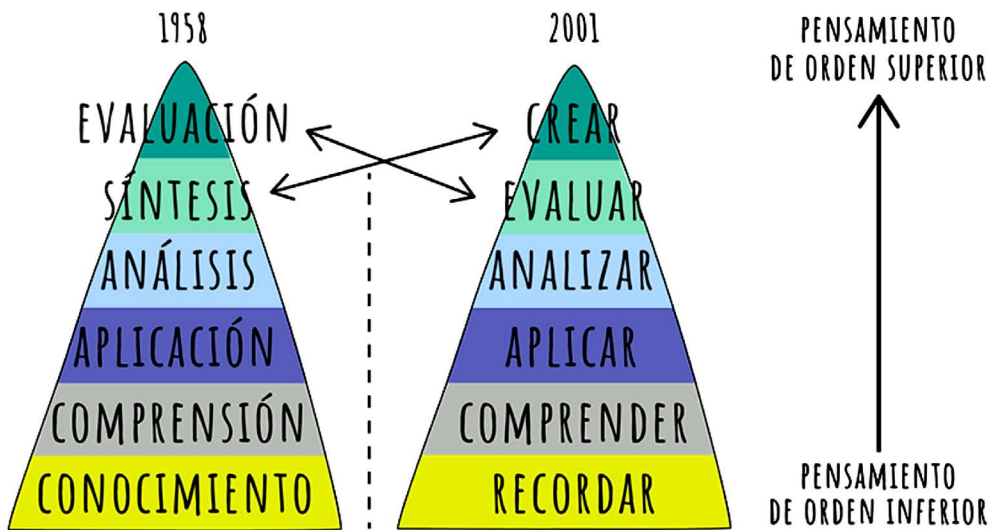 1958
EVALUACIÓN
SÍNTESIS
ANÁLISIS
APLICACIÓN
COMPRENSIÓN
CONOCIMIENTO
2001
CREAR
EVALUAR
ANALIZAR
APLICAR
COMPRENDER
RECORDAR
PENSAMIENTO
DE ORDEN SUPERIOR
PENSAMIENTO
DE ORDEN INFERIOR